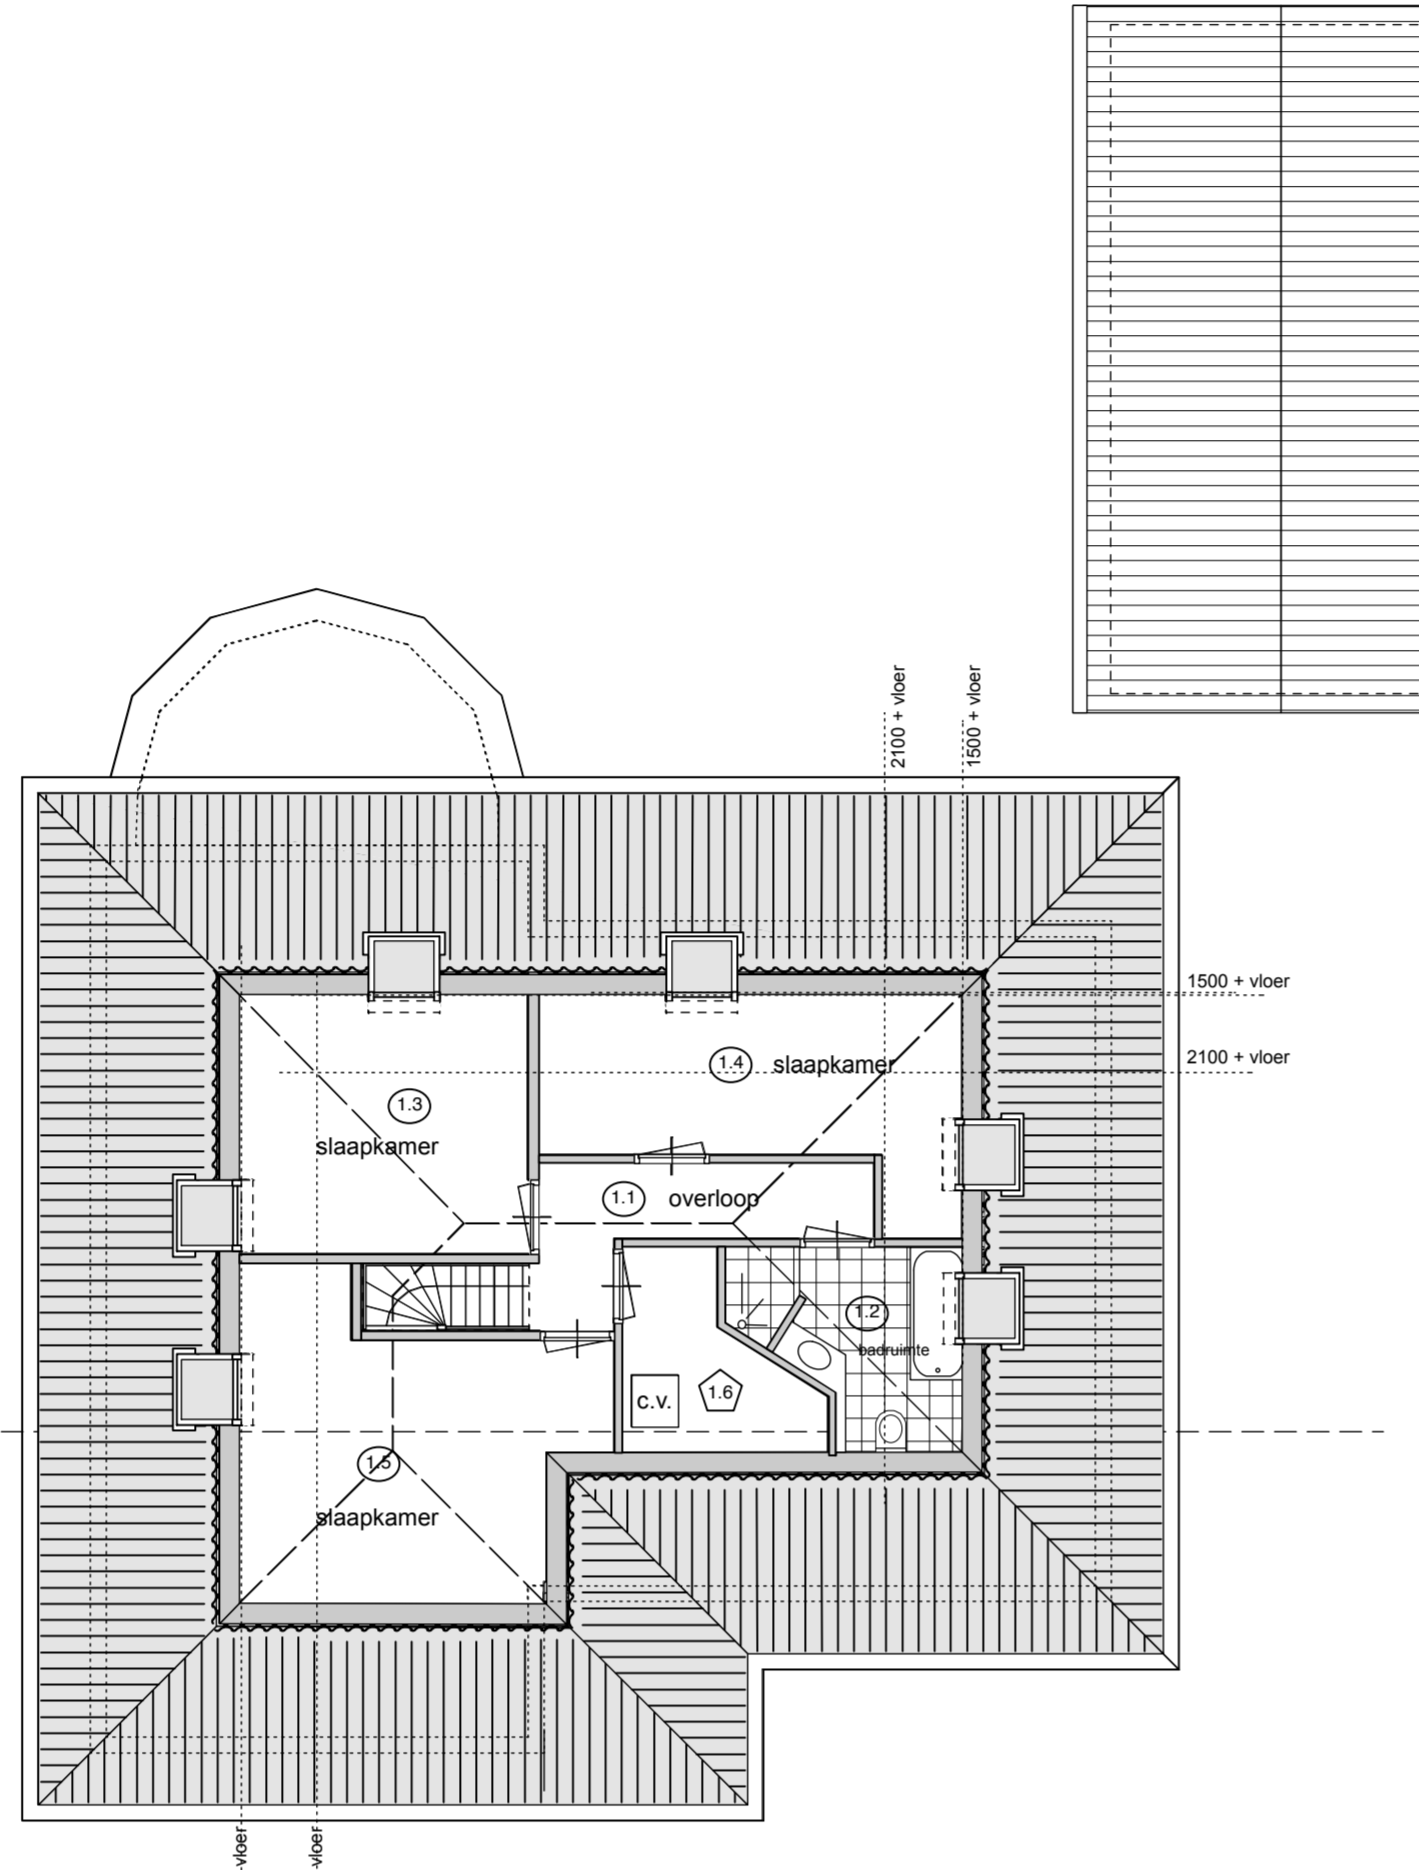 2100 + vloer
1500 + vloer
1500 + vloer
2100 + vloer
1.4 slaapkamer
1.3
slaapkamer
1.1 overloop
1.2
badruimte
c.v.
1.6
1.5
slaapkamer
vloer
vloer